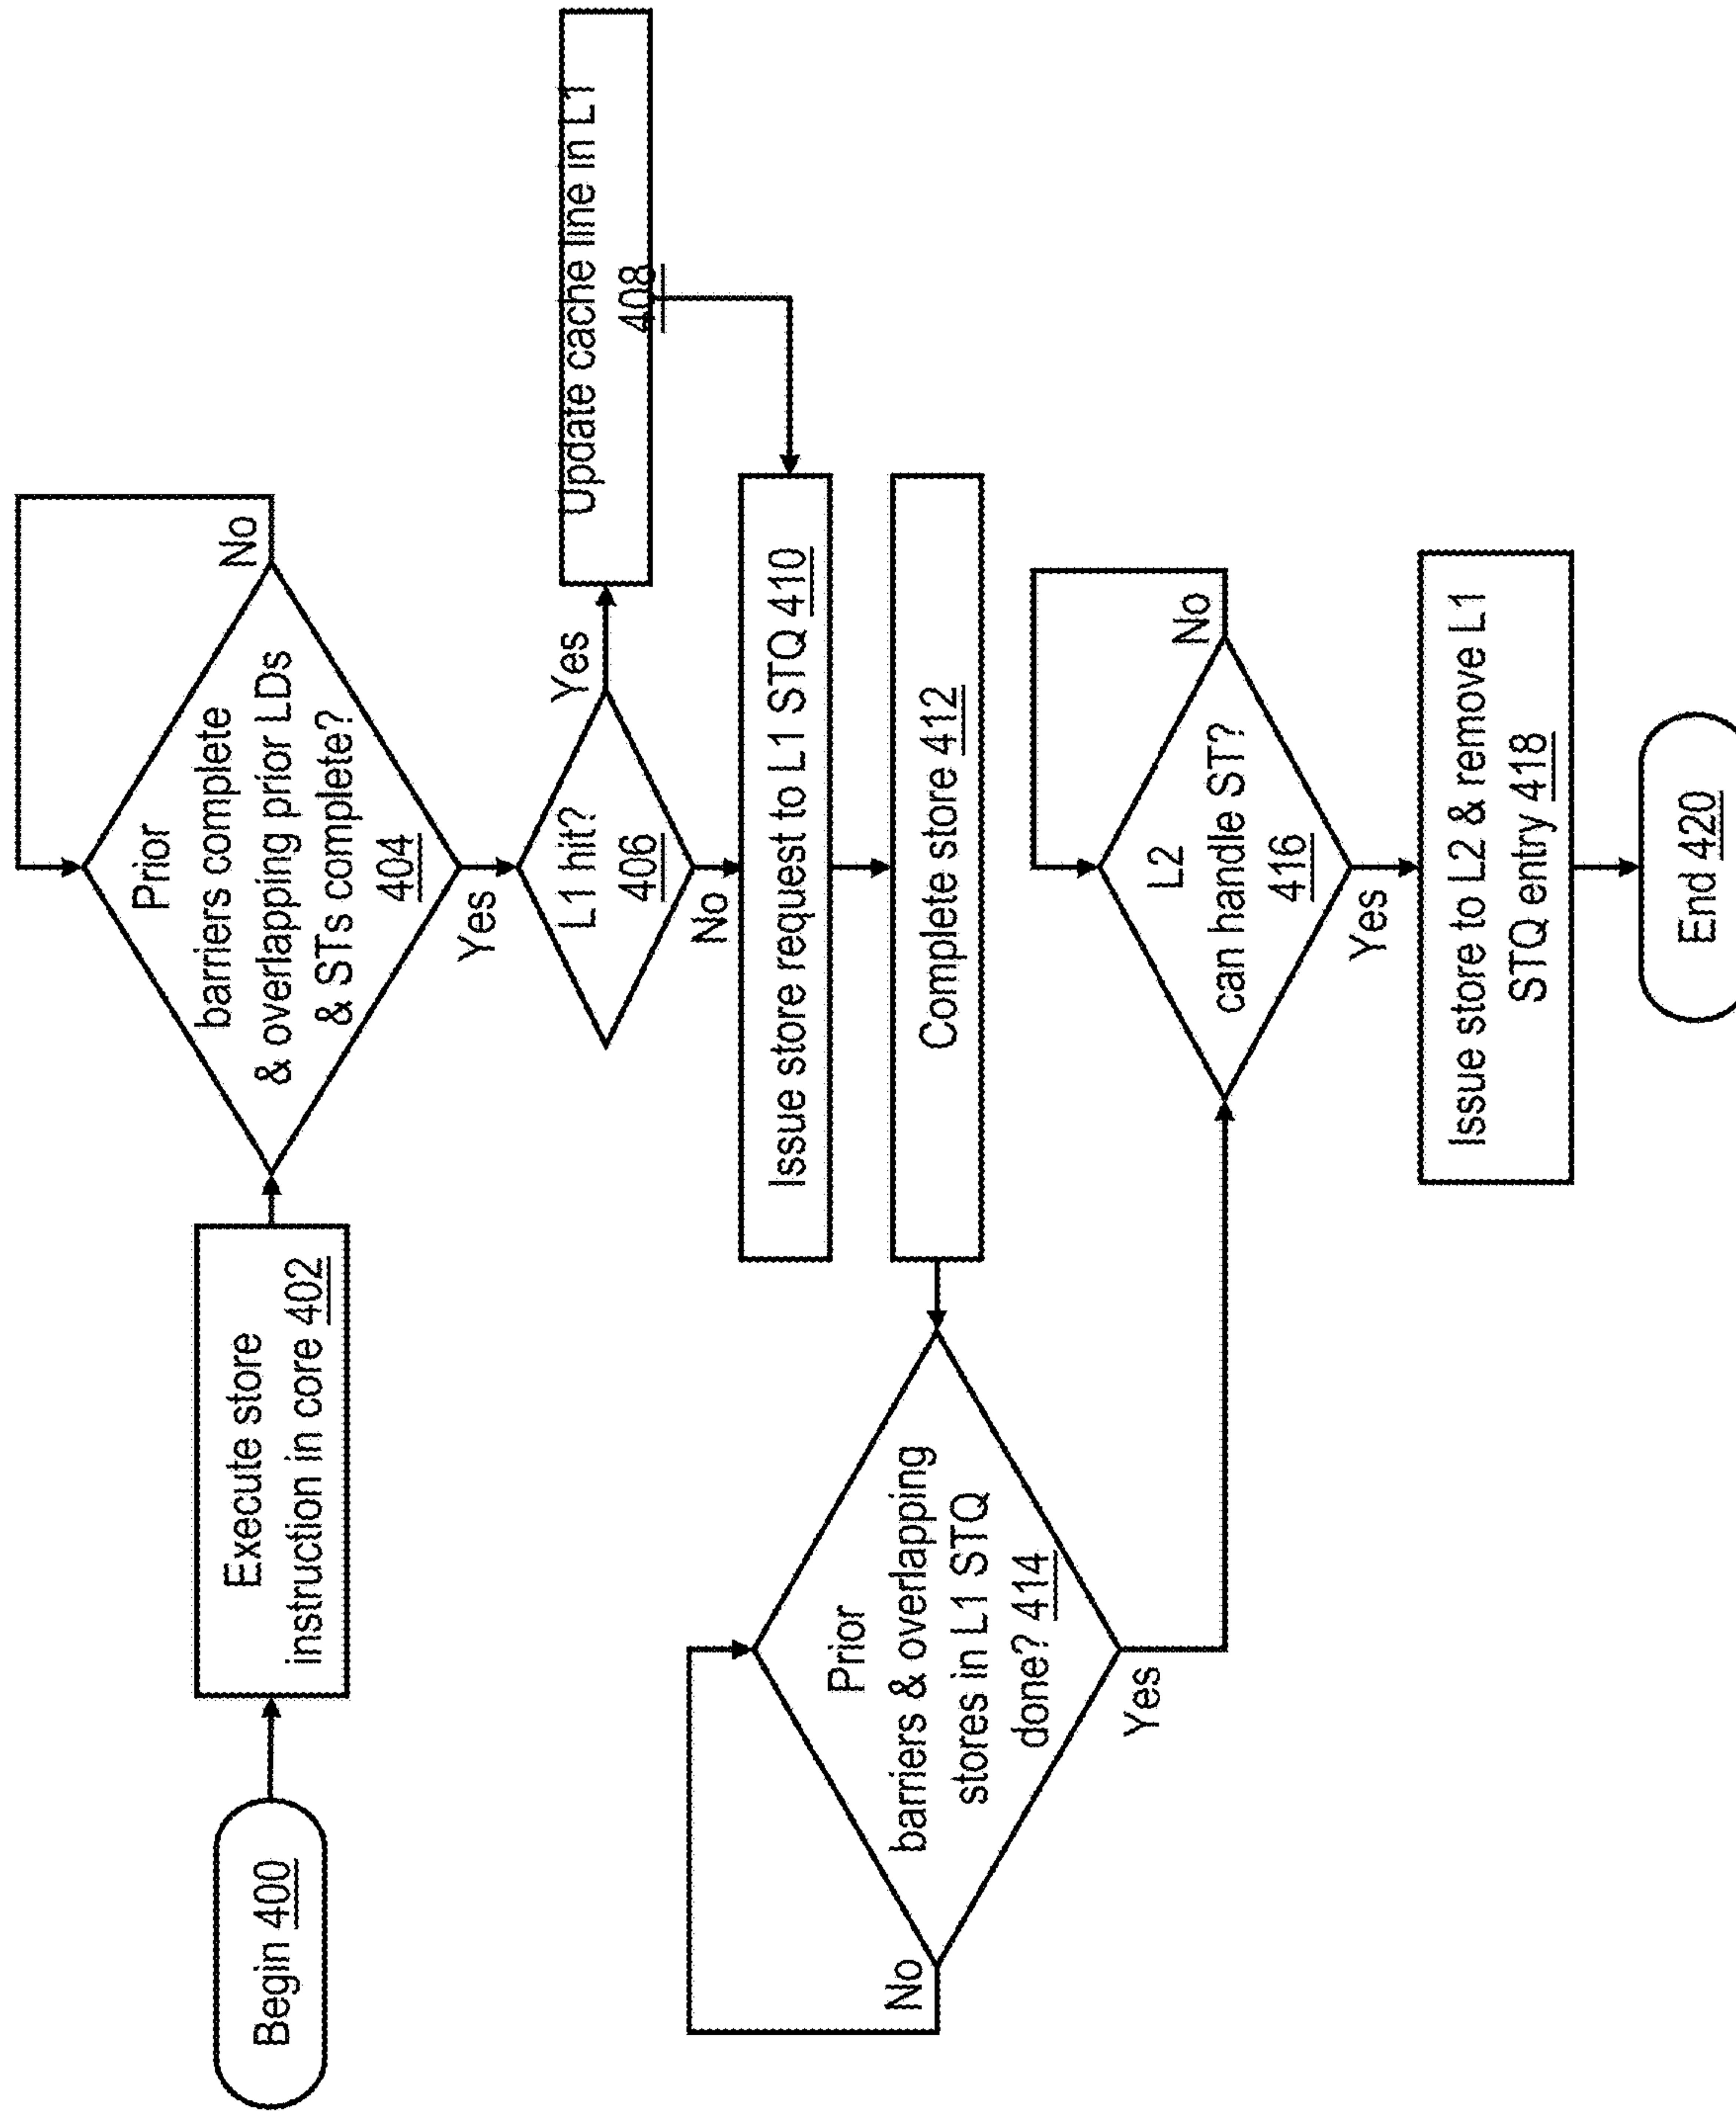 Begin 400
Execute store
instruction in core 402
Prior
barriers complete
& overlapping prior LDs
& STs complete?
404
No
Yes
L1 hit?
406
Yes
No
Update cache line in L1
408
Issue store request to L1 STQ 410
Complete store 412
Prior
barriers & overlapping
stores in L1 STQ
done? 414
No
Yes
L2
can handle ST?
416
No
Yes
Issue store to L2 & remove L1
STQ entry 418
End 420